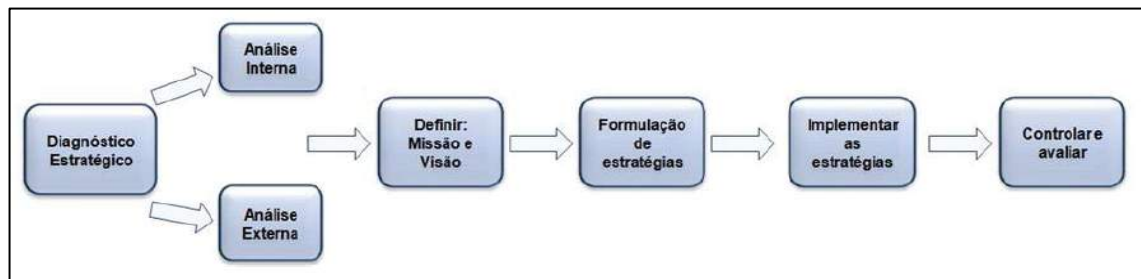 Diagnóstico
Estratégico
Análise
Interna
Análise
Externa
Definir:
Missão e
Visão
Formulação
de
estratégias
Implementar
as
estratégias
Controlar e
avaliar